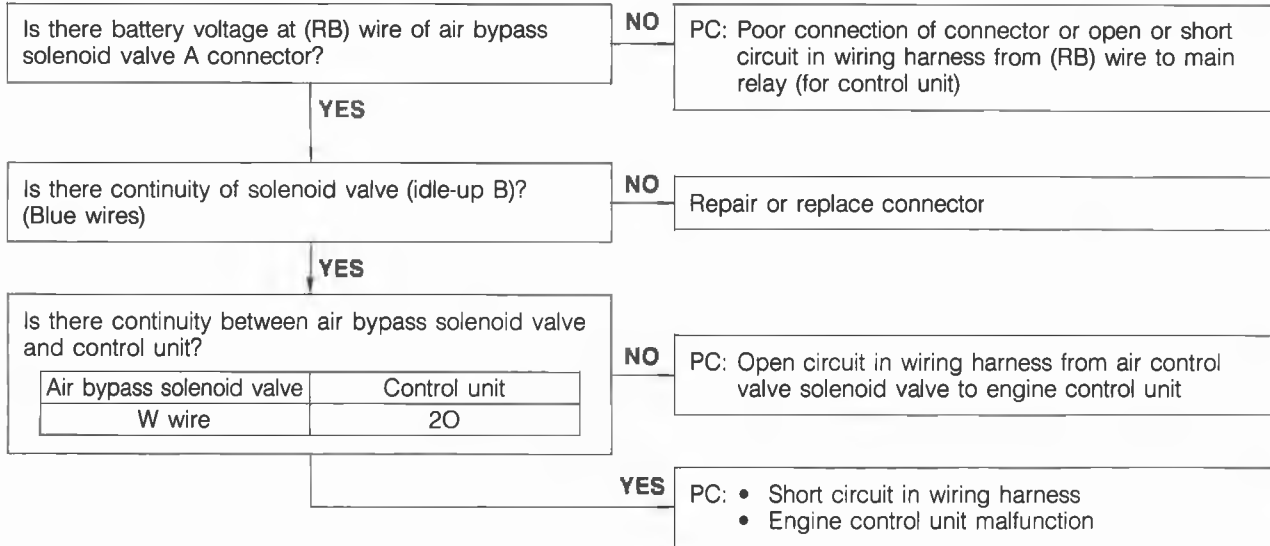 Is there battery voltage at (RB) wire of air bypass
solenoid valve A connector?
NO
PC: Poor connection of connector or open or short
circuit in wiring harness from (RB) wire to main
relay (for control unit)
YES
Is there continuity of solenoid valve (idle-up B)?
(Blue wires)
NO
Repair or replace connector
YES
Is there continuity between air bypass solenoid valve
and control unit?
Air bypass solenoid valve Control unit
W wire 2O
NO
PC: Open circuit in wiring harness from air control
valve solenoid valve to engine control unit
YES
PC: • Short circuit in wiring harness
• Engine control unit malfunction